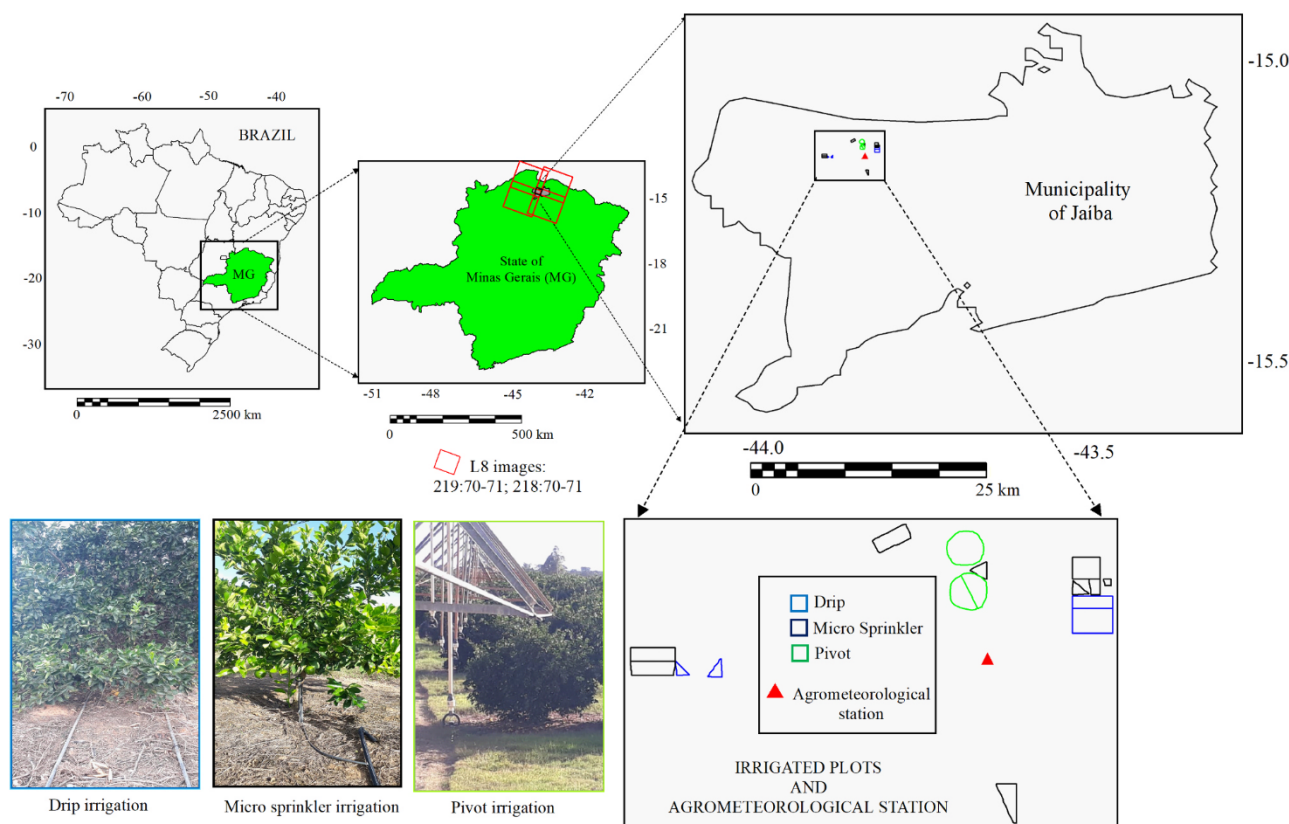 -70 -60 -50 -40
BRAZIL
0
-10
-20
-30
MG
0 2500 km
State of
Minas Gerais (MG)
-15
-18
-21
-51 -48 -45 -42
0 500 km
L8 images:
219:70-71; 218:70-71
Municipality
of Jaíba
-15.0
-15.5
-44.0 -43.5
0 25 km
Drip irrigation
Micro sprinkler irrigation
Pivot irrigation
Drip
Micro Sprinkler
Pivot
Agrometeorological
station
IRRIGATED PLOTS
AND
AGROMETEOROLOGICAL STATION